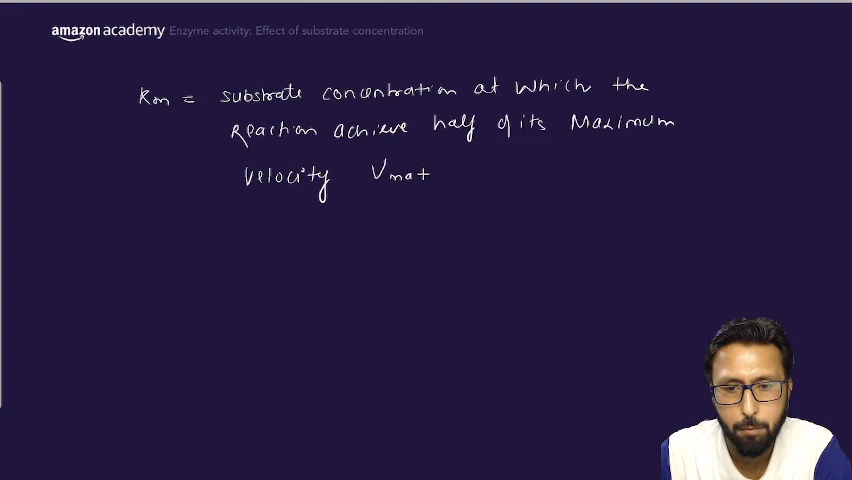 amazon academy Enzyme activity: Effect of substrate concentration
Km = substrate concentration at which the
Reaction achieve half of its Maximum
Velocity Vmax